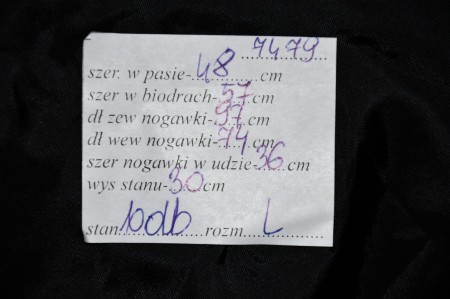 7479
szer. w pasie-48cm
szer w biodrach-57cm
dł zew nogawki-97cm
dł wew nogawki-74cm
szer nogawki w udzie-36cm
wys stanu-30cm
stan bdb rozm L